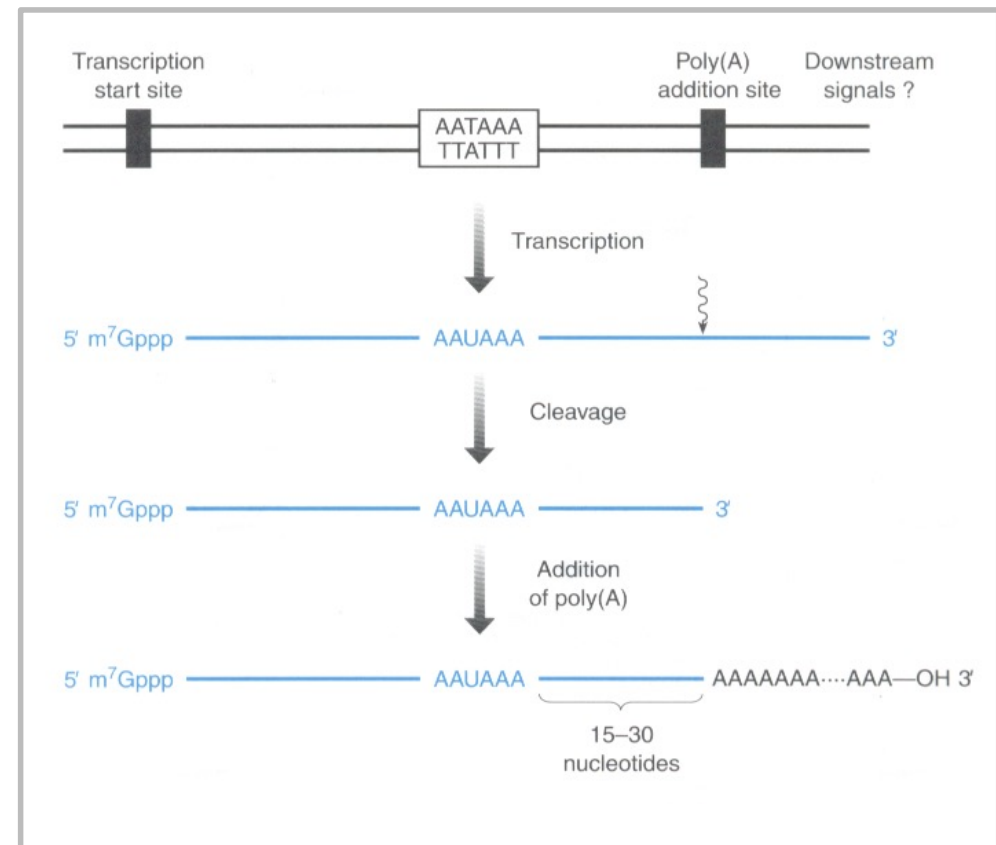 Transcription
start site
Poly(A)
addition site
Downstream
signals ?
AATAAA
TTATTT
Transcription
5′ m⁷Gppp AAUAAA 3′
Cleavage
5′ m⁷Gppp AAUAAA 3′
Addition
of poly(A)
5′ m⁷Gppp AAUAAA AAAAAAA····AAA—OH 3′
15–30
nucleotides